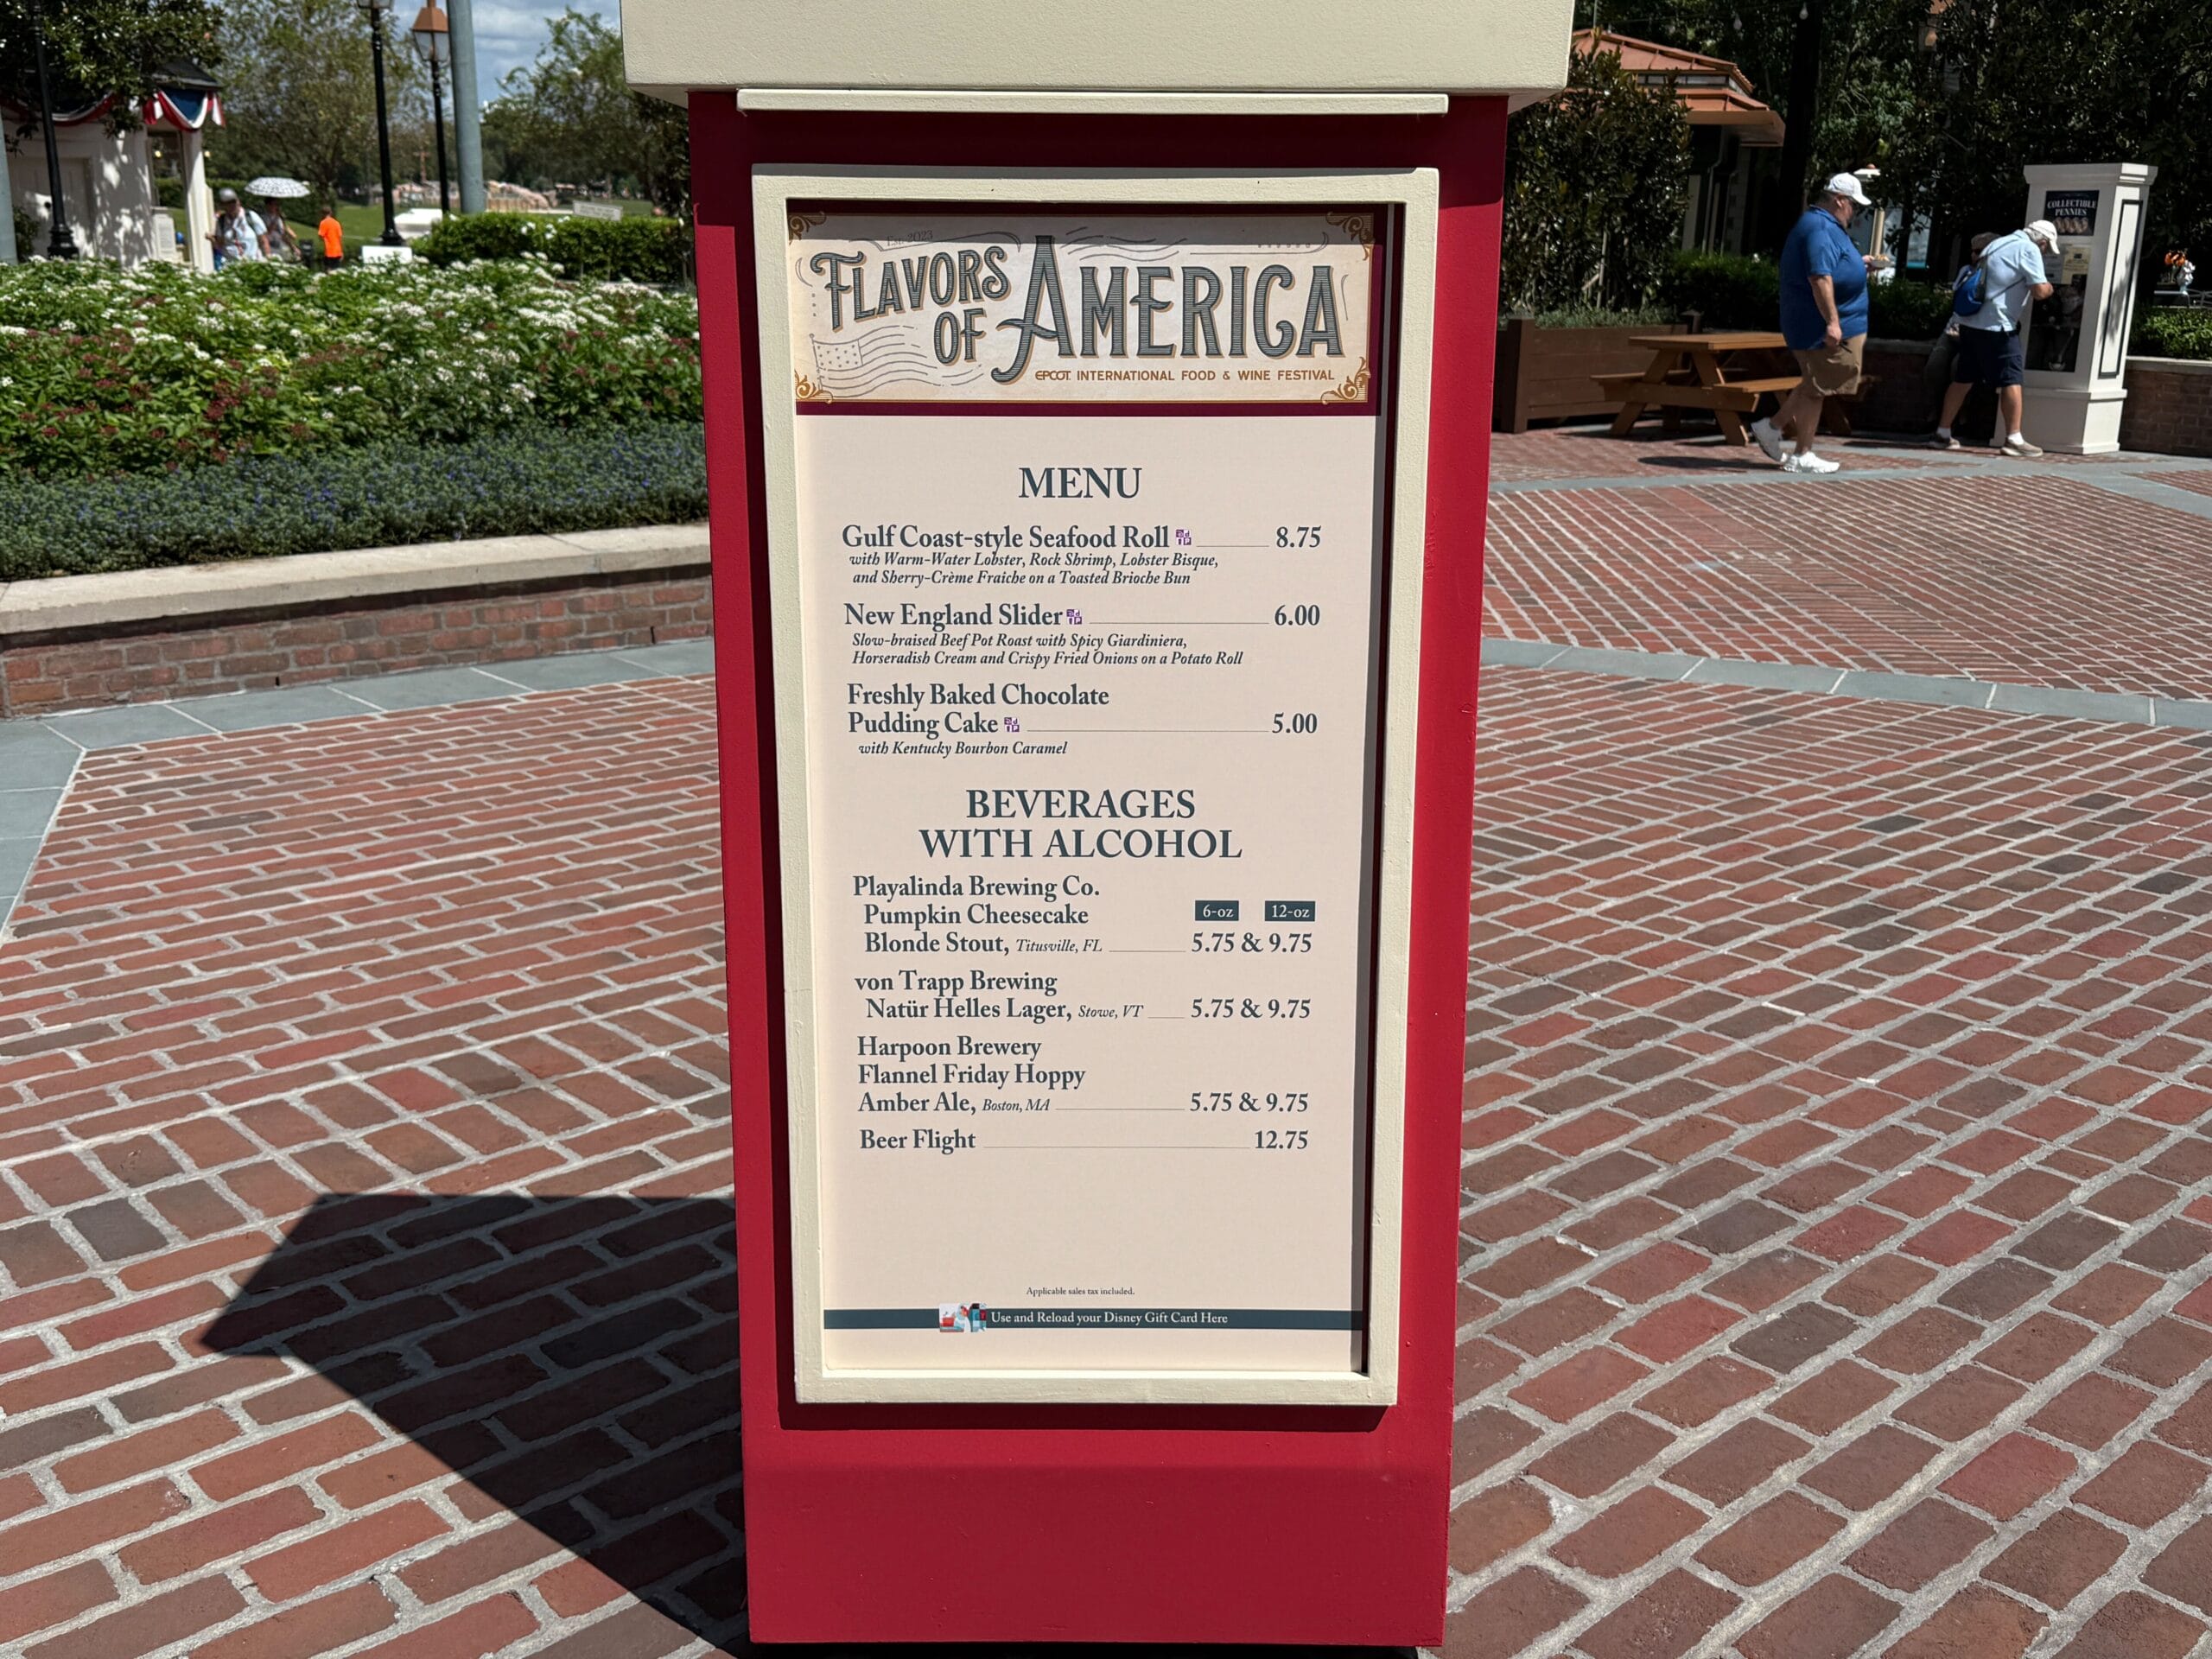 Est. 2023
FLAVORS
OF AMERICA
EPCOT INTERNATIONAL FOOD & WINE FESTIVAL
MENU
Gulf Coast-style Seafood Roll 8.75
with Warm-Water Lobster, Rock Shrimp, Lobster Bisque,
and Sherry-Crème Fraiche on a Toasted Brioche Bun
New England Slider 6.00
Slow-braised Beef Pot Roast with Spicy Giardiniera,
Horseradish Cream and Crispy Fried Onions on a Potato Roll
Freshly Baked Chocolate
Pudding Cake 5.00
with Kentucky Bourbon Caramel
BEVERAGES
WITH ALCOHOL
Playalinda Brewing Co.
Pumpkin Cheesecake 6-oz 12-oz
Blonde Stout, Titusville, FL 5.75 & 9.75
von Trapp Brewing
Natür Helles Lager, Stowe, VT 5.75 & 9.75
Harpoon Brewery
Flannel Friday Hoppy
Amber Ale, Boston, MA 5.75 & 9.75
Beer Flight 12.75
Applicable sales tax included.
Use and Reload your Disney Gift Card Here
COLLECTIBLE
PENNIES